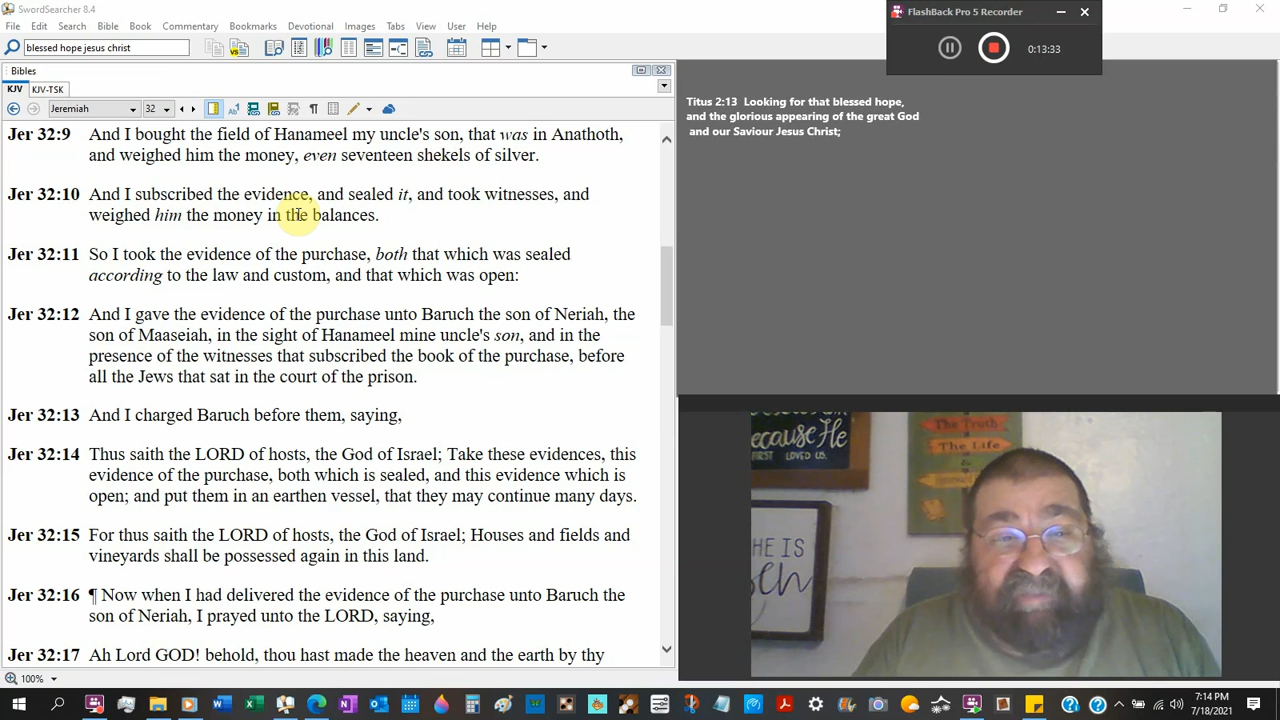 SwordSearcher 8.4
File Edit Search Bible Book Commentary Bookmarks Devotional Images Tabs View User Help
blessed hope jesus christ
VS
Bibles
KJV KJV-TSK
Jeremiah 32
Jer 32:9 And I bought the field of Hanameel my uncle's son, that was in Anathoth,
and weighed him the money, even seventeen shekels of silver.
Jer 32:10 And I subscribed the evidence, and sealed it, and took witnesses, and
weighed him the money in the balances.
Jer 32:11 So I took the evidence of the purchase, both that which was sealed
according to the law and custom, and that which was open:
Jer 32:12 And I gave the evidence of the purchase unto Baruch the son of Neriah, the
son of Maaseiah, in the sight of Hanameel mine uncle's son, and in the
presence of the witnesses that subscribed the book of the purchase, before
all the Jews that sat in the court of the prison.
Jer 32:13 And I charged Baruch before them, saying,
Jer 32:14 Thus saith the LORD of hosts, the God of Israel; Take these evidences, this
evidence of the purchase, both which is sealed, and this evidence which is
open; and put them in an earthen vessel, that they may continue many days.
Jer 32:15 For thus saith the LORD of hosts, the God of Israel; Houses and fields and
vineyards shall be possessed again in this land.
Jer 32:16 ¶ Now when I had delivered the evidence of the purchase unto Baruch the
son of Neriah, I prayed unto the LORD, saying,
Jer 32:17 Ah Lord GOD! behold, thou hast made the heaven and the earth by thy
100%
FlashBack Pro 5 Recorder
0:13:33
Titus 2:13 Looking for that blessed hope,
and the glorious appearing of the great God
and our Saviour Jesus Christ;
ecause He
FIRST LOVED US.
The Truth
The Life
HE IS
7:14 PM
7/18/2021